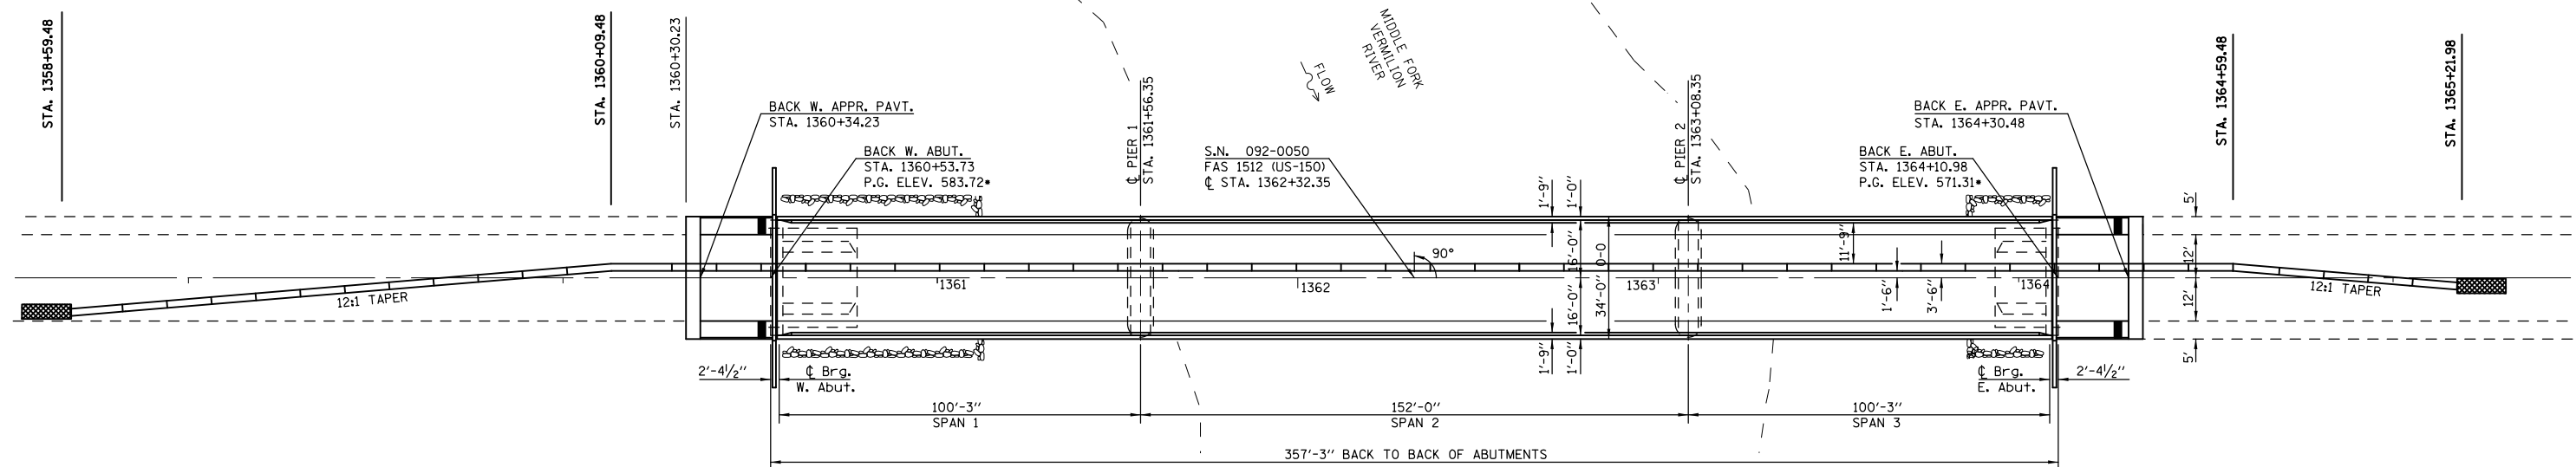 STA. 1358+59.48
STA. 1360+09.48
STA. 1360+30.23
BACK W. APPR. PAVT.
STA. 1360+34.23
BACK W. ABUT.
STA. 1360+53.73
P.G. ELEV. 583.72*
℄ PIER 1
STA. 1361+56.35
FLOW
MIDDLE FORK
VERMILION
RIVER
S.N. 092-0050
FAS 1512 (US-150)
℄ STA. 1362+32.35
℄ PIER 2
STA. 1363+08.35
BACK E. APPR. PAVT.
STA. 1364+30.48
BACK E. ABUT.
STA. 1364+10.98
P.G. ELEV. 571.31*
STA. 1364+59.48
STA. 1365+21.98
12:1 TAPER
1361
1362
1363
1364
90°
1'-9"
1'-0"
16'-0"
16'-0"
34'-0" O-O
11'-9"
1'-6"
3'-6"
1'-9"
1'-0"
5'
12'
12'
5'
12:1 TAPER
2'-4½"
℄ Brg.
W. Abut.
℄ Brg.
E. Abut.
2'-4½"
100'-3"
SPAN 1
152'-0"
SPAN 2
100'-3"
SPAN 3
357'-3" BACK TO BACK OF ABUTMENTS